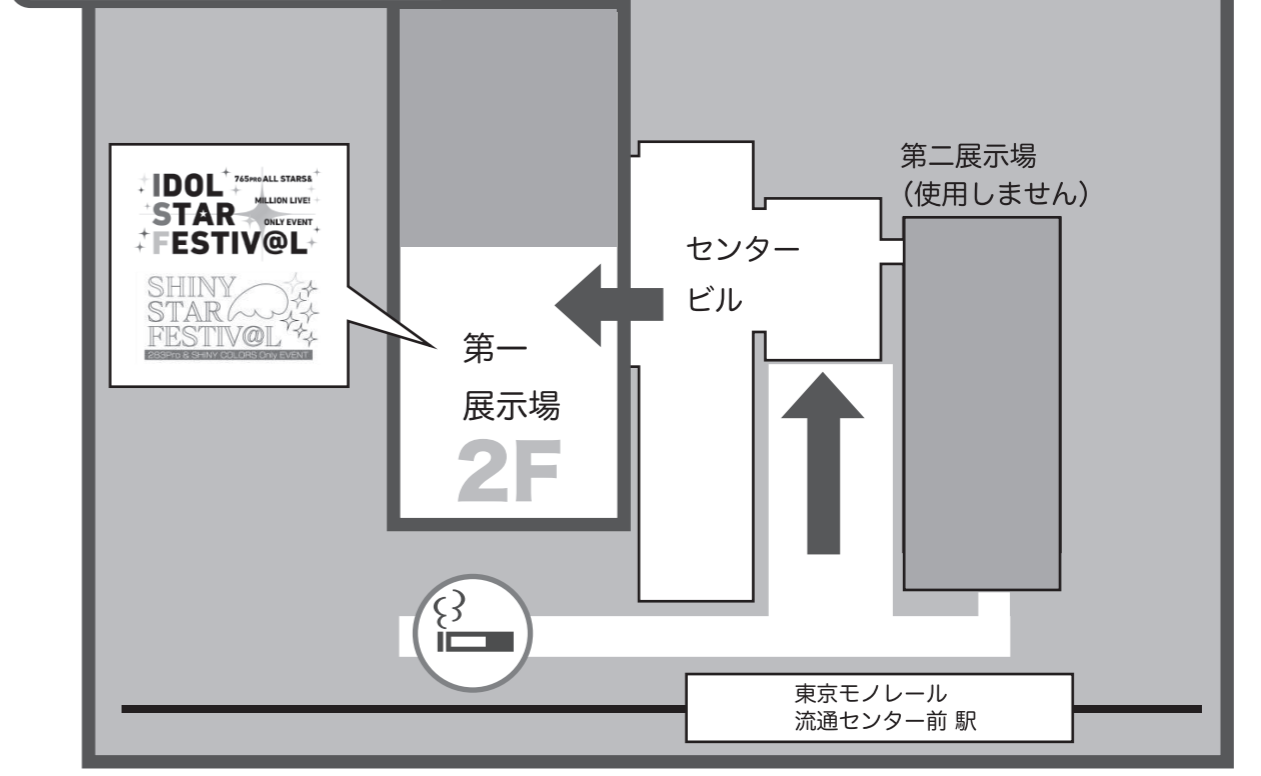 IDOL
STAR
FESTIV@L
765PRO ALL STARS&
MILLION LIVE!
ONLY EVENT
SHINY
STAR
FESTIV@L
283Pro & SHINY COLORS Only EVENT
第一
展示場
2F
センター
ビル
第二展示場
（使用しません）
東京モノレール
流通センター前 駅